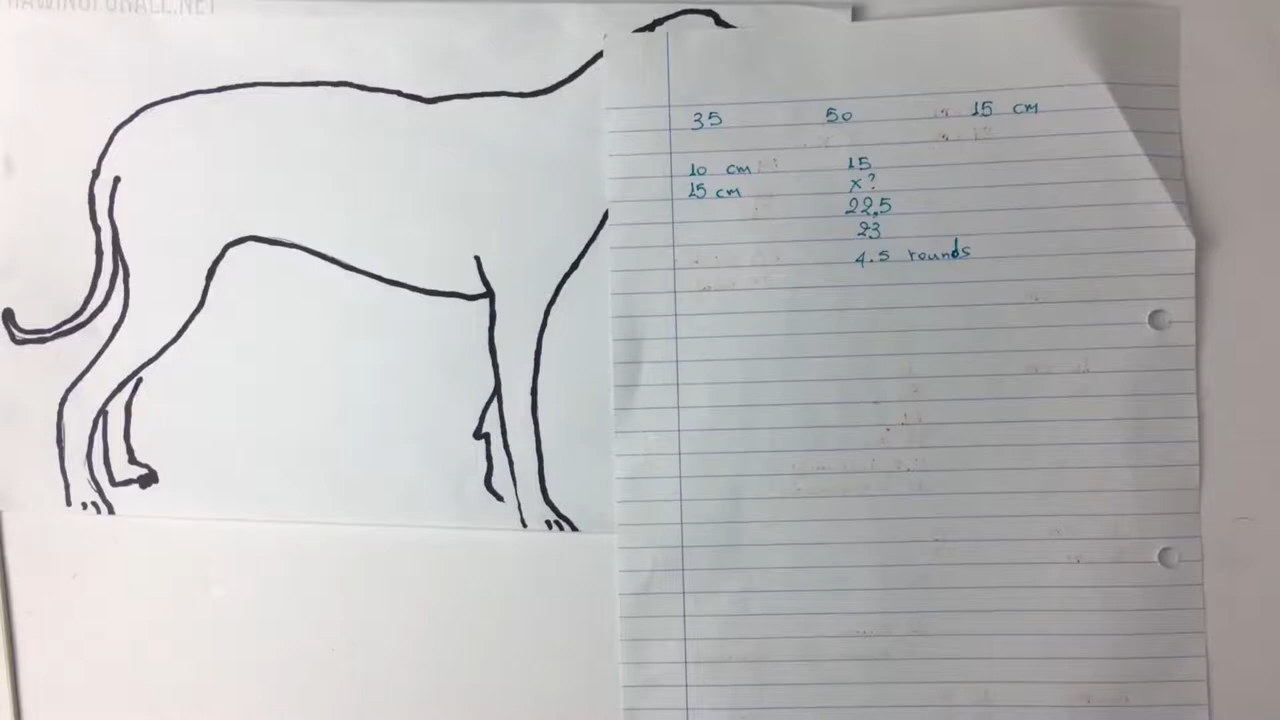 35 50 15 cm
10 cm 15
15 cm x?
22,5
23
4.5 rounds